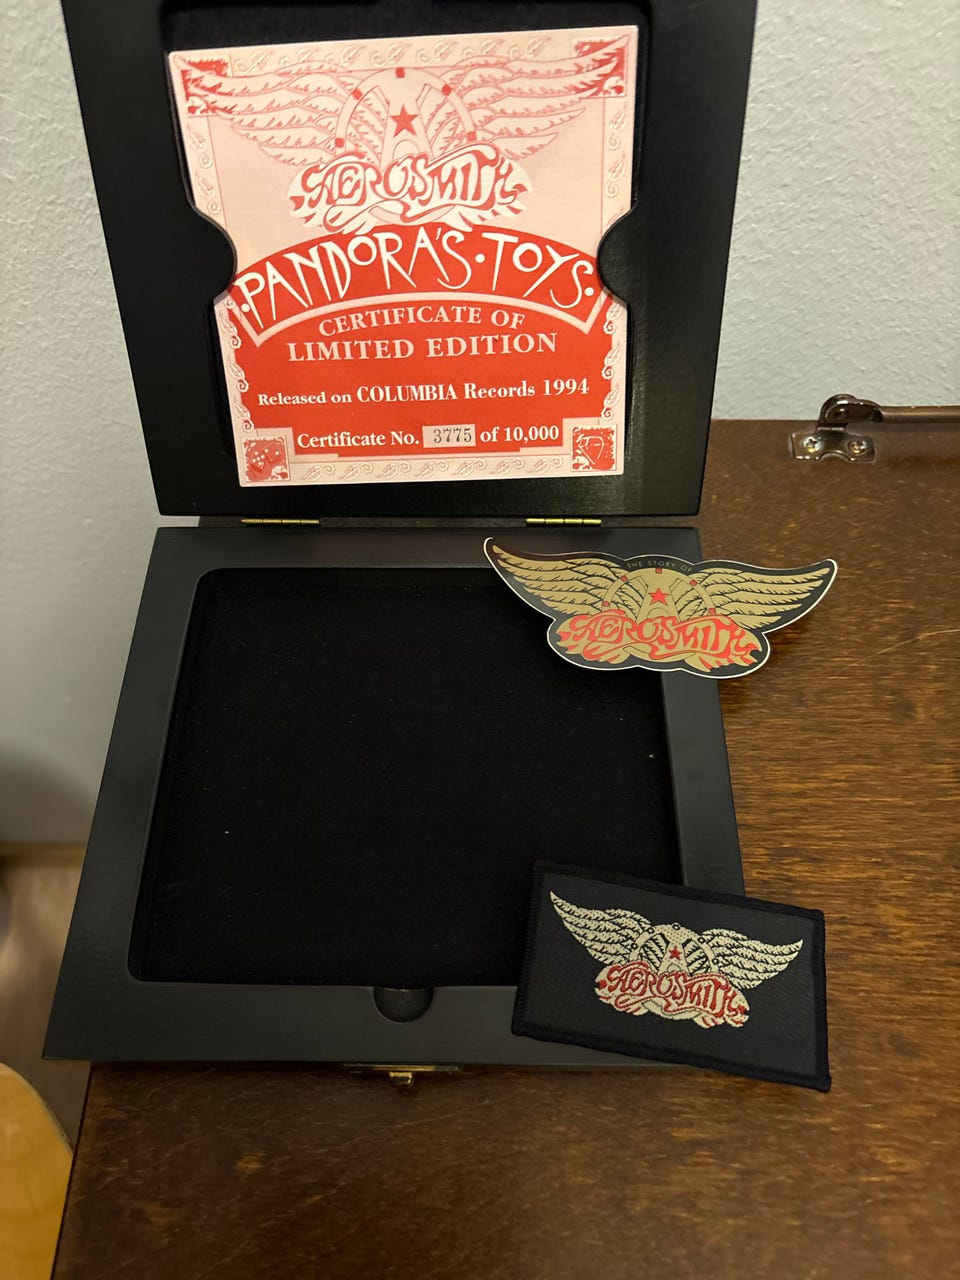 AEROSMITH
PANDORA'S·TOYS·
CERTIFICATE OF
LIMITED EDITION
Released on COLUMBIA Records 1994
Certificate No. 3775 of 10,000
THE STORY OF
AEROSMITH
AEROSMITH